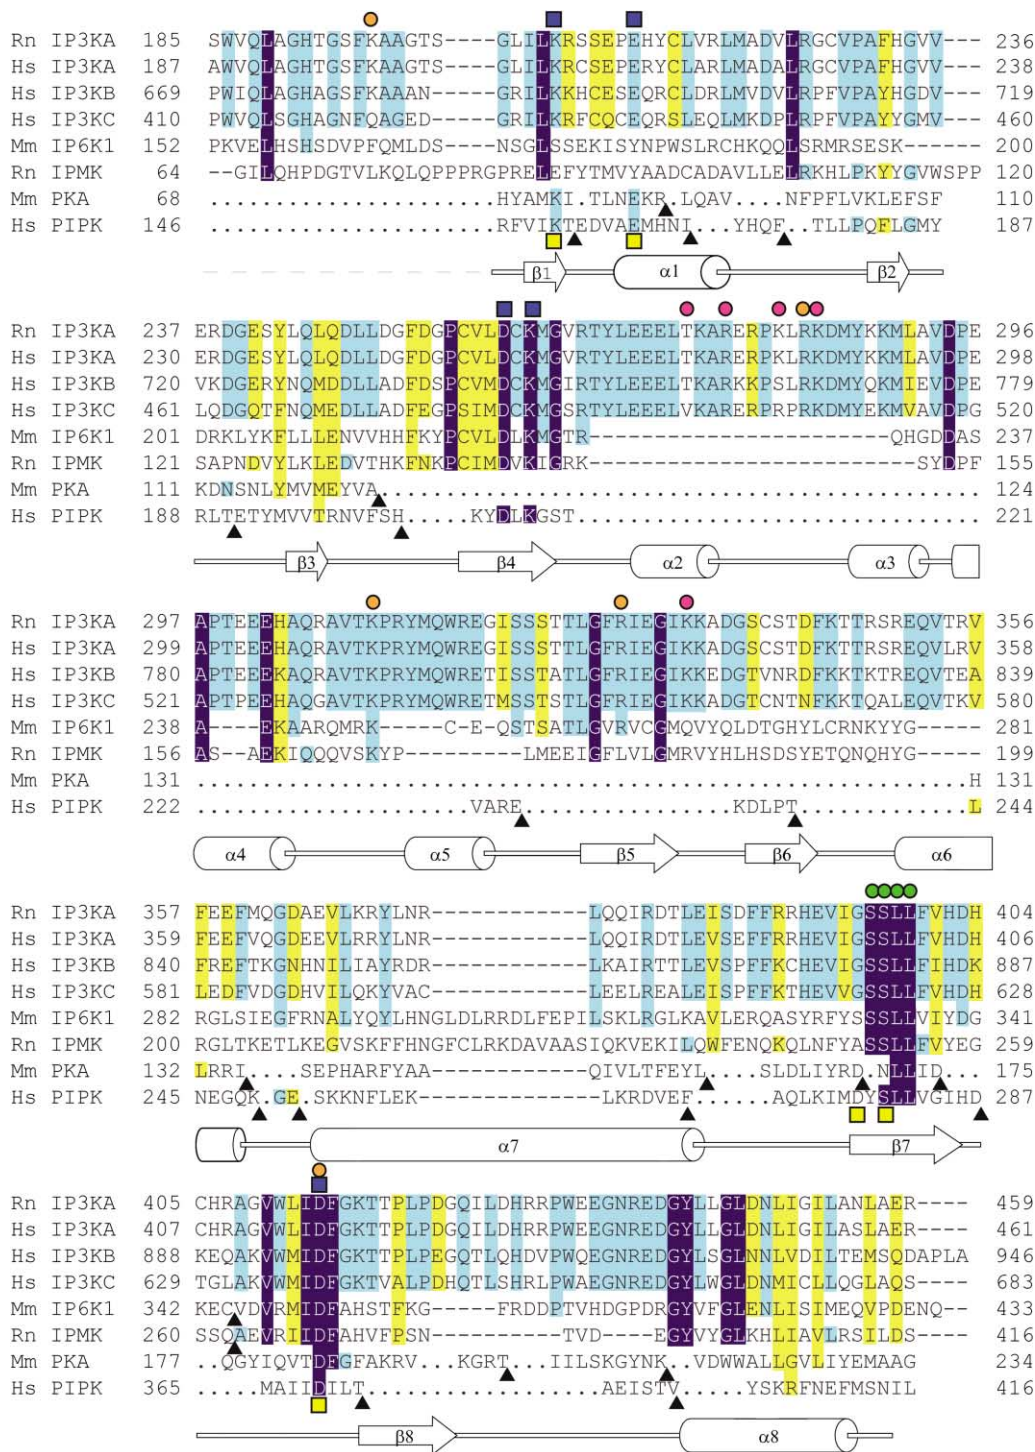 Rn IP3KA 185 SWVQLAGHTGSFKAAGTS----GLILKRSSEPEHYCLVRLMADVLRGCVPAFHGVV--- 236
Hs IP3KA 187 AWVQLAGHTGSFKAAGTS----GLILKRCSEPERYCLARLMADALRGCVPAFHGVV--- 238
Hs IP3KB 669 PWIQLAGHAGSFKAAAN-----GRILKKHCESEQRCLDRLMVDVLRPFVPAYHGDV--- 719
Hs IP3KC 410 PWVQLSGHAGNFQAGED-----GRILKRFCQCEQRSLEQLMKDPLRPFVPAYYGMV--- 460
Mm IP6K1 152 PKVELHSHSDVPFQMLDS----NSGLSSEKISYNPWSLRCHKQQLSRMRSESK------ 200
Rn IPMK 64 --GILQHPDGTVLKQLQPPPRGPRELEFYTMVYAADCADAVLLELRKHLPKYYGVWSPP 120
Mm PKA 68 HYAMKI.TLNEKR.LQAV...NFPFLVKLEFSF 110
Hs PIPK 146 RFVIKTEDVAEMHNI..YHQF.TLLPQFLGMY 187
β1 α1 β2
Rn IP3KA 237 ERDGESYLQLQDLLDGFDGPCVLDCKMGVRTYLEEELTKARERPKLRKDMYKKMLAVDPE 296
Hs IP3KA 230 ERDGESYLQLQDLLDGFDGPCVLDCKMGVRTYLEEELTKARERPKLRKDMYKKMLAVDPE 298
Hs IP3KB 720 VKDGERYNQMDDLLADFDSPCVMDCKMGIRTYLEEELTKARKKPSLRKDMYQKMIEVDPE 779
Hs IP3KC 461 LQDGQTFNQMEDLLADFEGPSIMDCKMGSRTYLEEELVKARERPRPRKDMYEKMVAVDPG 520
Mm IP6K1 201 DRKLYKFLLLENVVHHFKYPCVLDLKMGTR-----------------------QHGDDAS 237
Rn IPMK 121 SAPNDVYLKLEDVTHKFNKPCIMDVKIGRK-------------------------SYDPF 155
Mm PKA 111 KDNSNLYMVMEYVA.............................................. 124
Hs PIPK 188 RLTETYMVVTRNVFSH......KYDLKGST.............................. 221
β3 β4 α2 α3
Rn IP3KA 297 APTEEEHAQRAVTKPRYMQWREGISSSTTLGFRIEGIKKADGSCSTDFKTTRSREQVTRV 356
Hs IP3KA 299 APTEEEHAQRAVTKPRYMQWREGISSSTTLGFRIEGIKKADGSCSTDFKTTRSREQVLRV 358
Hs IP3KB 780 APTEEEKAQRAVTKPRYMQWRETISSTATLGFRIEGIKKEDGTVNRDFKKTKTREQVTEA 839
Hs IP3KC 521 APTPEEHAQGAVTKPRYMQWRETMSSTSTLGFRIEGIKKADGTCNTNFKKTQALEQVTKV 580
Mm IP6K1 238 A----EKAARQMRK------C-E-QSTSATLGVRVCGMQVYQLDTGHYLCRNKYYG---- 281
Rn IPMK 156 AS--AEKIQQQVSKYP---------LMEEIGFLVLGMRVYHLHSDSYETQNQHYG----- 199
Mm PKA 131 ...........................................................H 131
Hs PIPK 222 .....................VARE.................KDLPT............L 244
α4 α5 β5 β6 α6
Rn IP3KA 357 FEEFMQGDAEVLKRYLNR-------------LQQIRDTLEISDFFRRHEVIGSSLLFVHDH 404
Hs IP3KA 359 FEEFVQGDEEVLRRYLNR-------------LQQIRDTLEVSEFFRRHEVIGSSLLFVHDH 406
Hs IP3KB 840 FREFTKGNHNILIAYRDR-------------LKAIRTTLEVSPFFKCHEVIGSSLLFIHDK 887
Hs IP3KC 581 LEDFVDGDHVILQKYVAC-------------LEELREALEISPFFKTHEVVGSSLLFVHDH 628
Mm IP6K1 282 RGLSIEGFRNALYQYLHNGLDLRRDLFEPILSKLRGLKAVLERQASYRFYSSSLLVIYDG 341
Rn IPMK 200 RGLTKETLKEGVSKFFHNGFCLRKDAVAASIQKVEKILQWFENQKQLNFYASSLLFVYEG 259
Mm PKA 132 LRRI....SEPHARFYAA.............QIVLTFEYL...SLDLIYRD.NLLID... 175
Hs PIPK 245 NEGQK.GE.SKKNFLEK..............LKRDVEF.......AQLKIMDYSLLVGIHD 287
α7 β7
Rn IP3KA 405 CHRAGVWLIDFGKTTPLPDGQILDHRRPWEEGNREDGYLLGLDNLIGILANLAER---- 459
Hs IP3KA 407 CHRAGVWLIDFGKTTPLPDGQILDHRRPWEEGNREDGYLLGLDNLIGILASLAER---- 461
Hs IP3KB 888 KEQAKVWMIDFGKTTPLPEGQTLQHDVPWQEGNREDGYLSGLNNLVDILTEMSQDAPLA 946
Hs IP3KC 629 TGLAKVWMIDFGKTVALPDHQTLSHRLPWAEGNREDGYLWGLDNMICLLQGLAQS---- 683
Mm IP6K1 342 KECVDVRMIDFAHSTFKG----FRDDPTVHDGPDRGYVFGLENLISIMEQVPDENQ- 433
Rn IPMK 260 SSQAEVRIIDFAHVFPSN-------TVD----EGYVYGLKHLIAVLRSILDS----- 416
Mm PKA 177 ..QGYIQVTDFGFAKRV...KGRT...IILSKGYNK..VDWWALLGVLIYEMAAG 234
Hs PIPK 365 ......MAIIDILT...............AEISTV....YSKRFNEFMSNIL 416
β8 α8